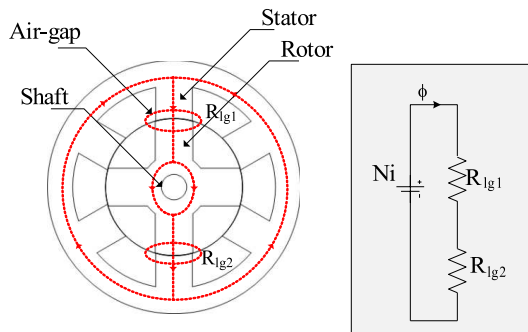 Stator
Air-gap
Rotor
Shaft
Rlg1
Rlg2
ϕ
Ni
+
-
Rlg1
Rlg2